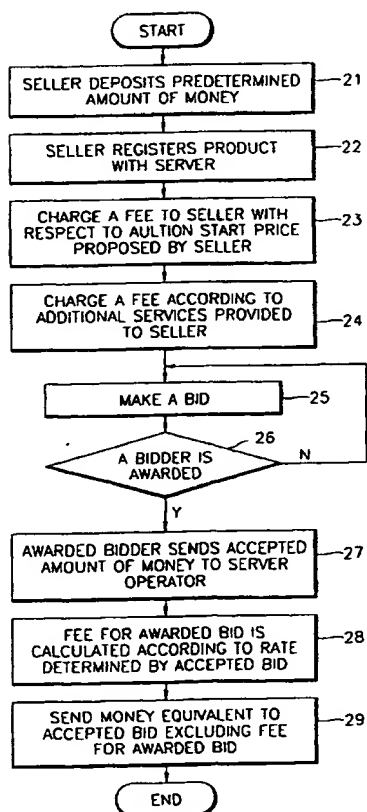 START
SELLER DEPOSITS PREDETERMINED
AMOUNT OF MONEY
21
SELLER REGISTERS PRODUCT
WITH SERVER
22
CHARGE A FEE TO SELLER WITH
RESPECT TO AULTION START PRICE
PROPOSED BY SELLER
23
CHARGE A FEE ACCORDING TO
ADDITIONAL SERVICES PROVIDED
TO SELLER
24
MAKE A BID
25
26
A BIDDER IS
AWARDED
N
Y
AWARDED BIDDER SENDS ACCEPTED
AMOUNT OF MONEY TO SERVER
OPERATOR
27
FEE FOR AWARDED BID IS
CALCULATED ACCORDING TO RATE
DETERMINED BY ACCEPTED BID
28
SEND MONEY EQUIVALENT TO
ACCEPTED BID EXCLUDING FEE
FOR AWARDED BID
29
END